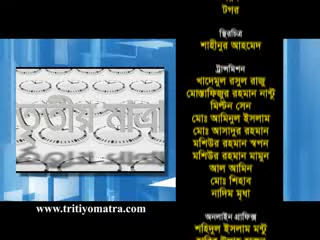 টগর
স্থিরচিত্র
শাহীনুর আহমেদ
ট্রান্সমিশন
খাদেমুল রসুল রাজু
মোস্তাফিজুর রহমান নান্টু
মিল্টন সেন
মোঃ আমিনুল ইসলাম
মোঃ আসাদুর রহমান
মশিউর রহমান স্বপন
মশিউর রহমান মামুন
আল আমিন
মোঃ শিহাব
নাদিম মৃধা
অনলাইন গ্রাফিক্স
শহিদুল ইসলাম মন্টু
তৃতীয় মাত্রা
www.tritiyomatra.com